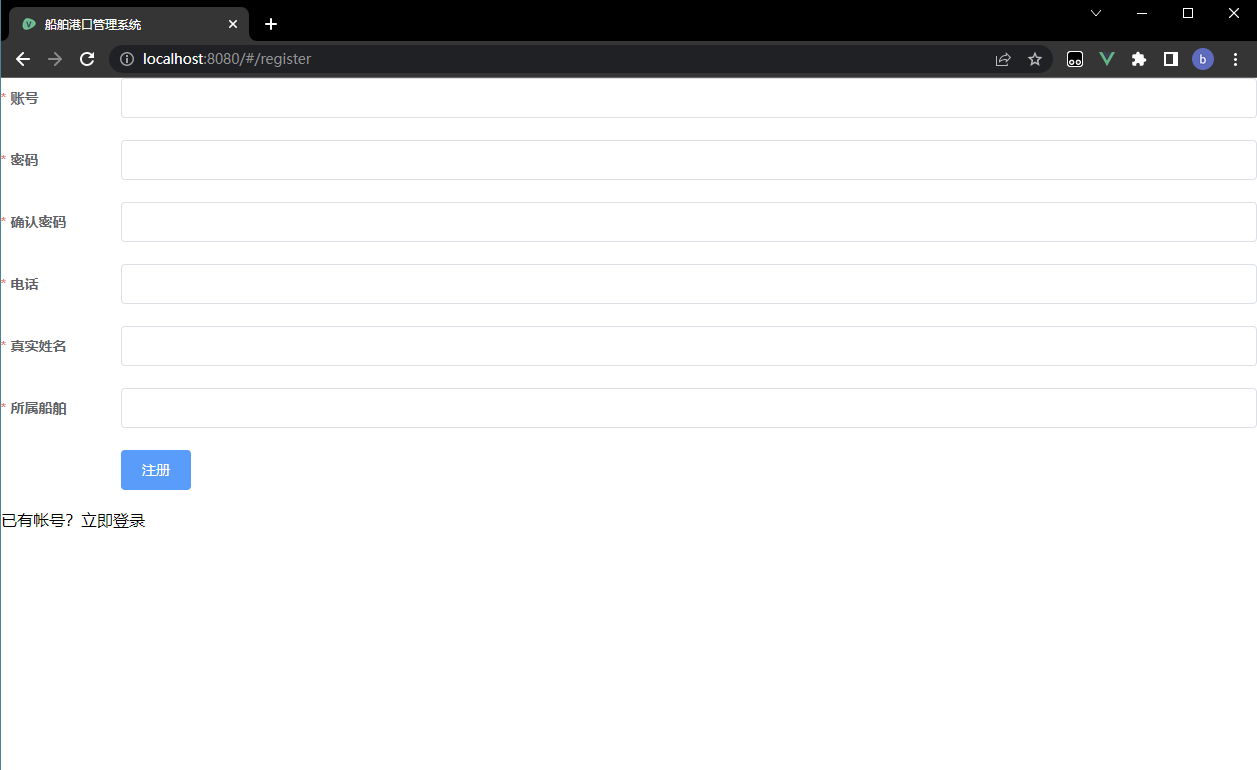 船舶港口管理系统
localhost:8080/#/register
b
* 账号
* 密码
* 确认密码
* 电话
* 真实姓名
* 所属船舶
注册
已有帐号？立即登录